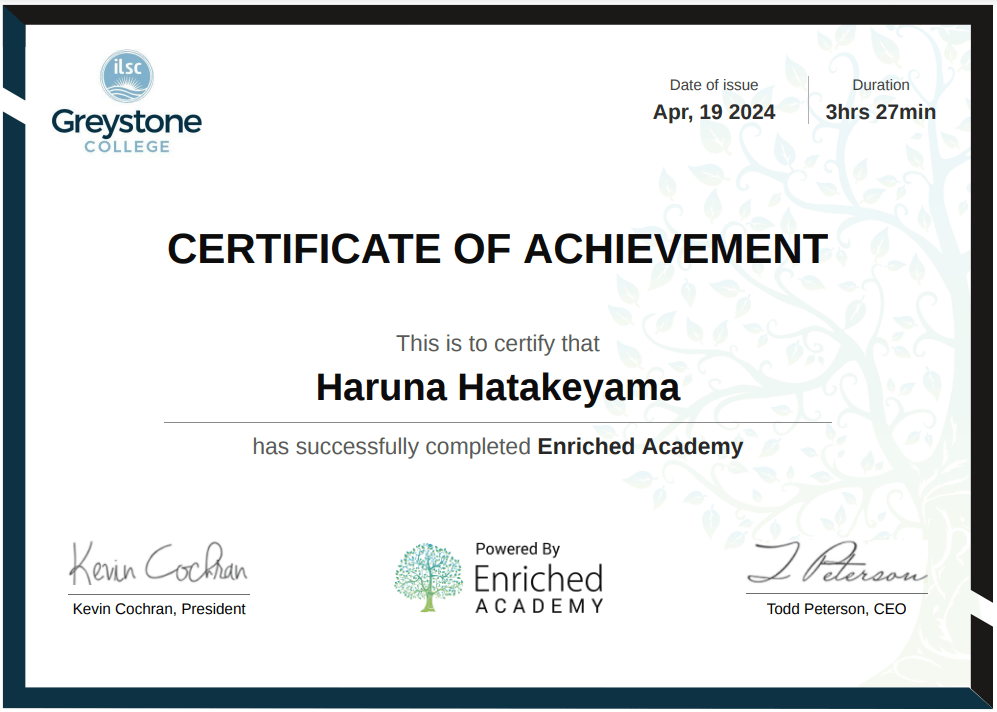 ilsc
Greystone
COLLEGE
Date of issue
Apr, 19 2024
Duration
3hrs 27min
CERTIFICATE OF ACHIEVEMENT
This is to certify that
Haruna Hatakeyama
has successfully completed Enriched Academy
Kevin Cochran
Kevin Cochran, President
Powered By
Enriched
ACADEMY
T Peterson
Todd Peterson, CEO